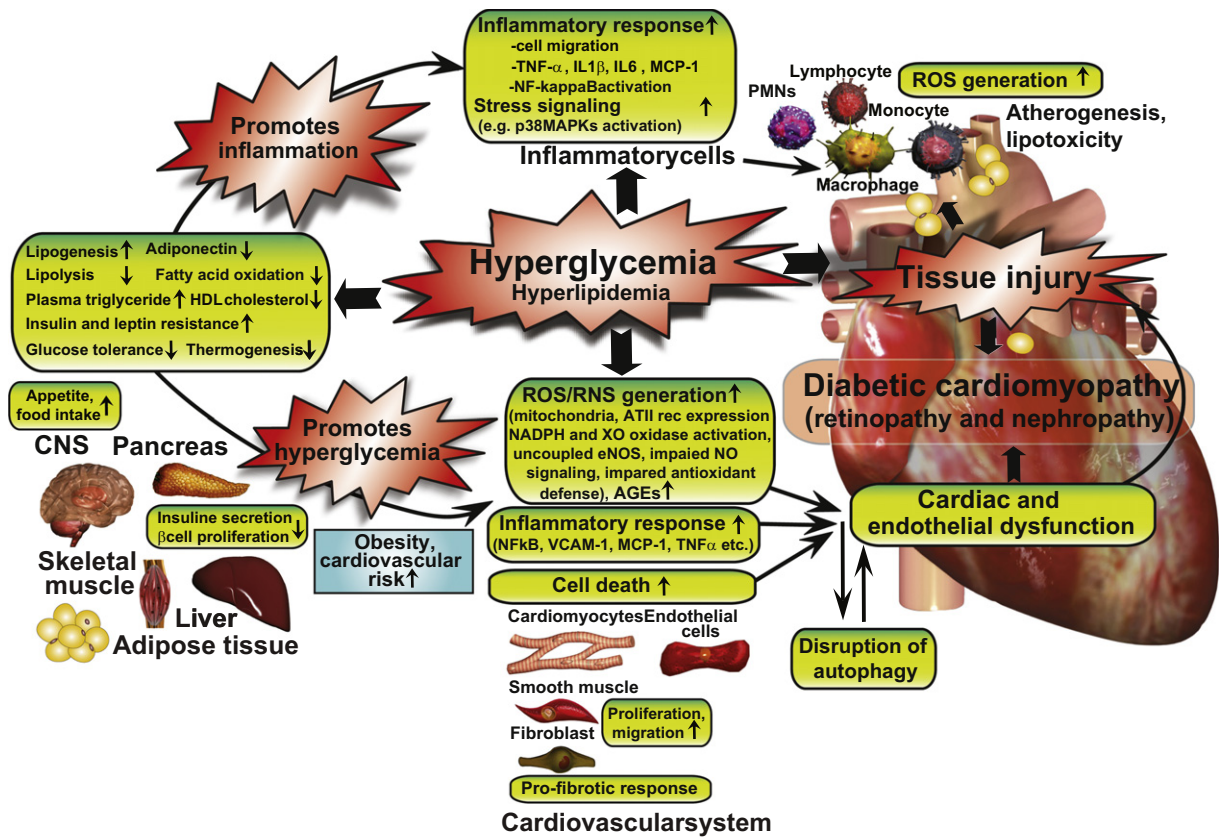 Inflammatory response↑
-cell migration
-TNF-α , IL1β, IL6 , MCP-1
-NF-kappaBactivation
Stress signaling ↑
(e.g. p38MAPKs activation)
Inflammatorycells
Promotes
inflammation
Lymphocyte
PMNs
Monocyte
Macrophage
ROS generation ↑
Atherogenesis,
lipotoxicity
Hyperglycemia
Hyperlipidemia
Tissue injury
Lipogenesis↑ Adiponectin↓
Lipolysis ↓ Fatty acid oxidation↓
Plasma triglyceride↑ HDLcholesterol↓
Insulin and leptin resistance↑
Glucose tolerance↓ Thermogenesis↓
Appetite,
food intake↑
CNS
Pancreas
Promotes
hyperglycemia
Insuline secretion
βcell proliferation↓
Skeletal
muscle
Liver
Adipose tissue
Obesity,
cardiovascular
risk↑
ROS/RNS generation↑
(mitochondria, ATII rec expression
NADPH and XO oxidase activation,
uncoupled eNOS, impaied NO
signaling, impared antioxidant
defense), AGEs↑
Inflammatory response ↑
(NFkB, VCAM-1, MCP-1, TNFα etc.)
Cell death ↑
CardiomyocytesEndothelial
cells
Smooth muscle
Proliferation,
migration ↑
Fibroblast
Pro-fibrotic response
Cardiovascularsystem
Diabetic cardiomyopathy
(retinopathy and nephropathy)
Cardiac and
endothelial dysfunction
Disruption of
autophagy